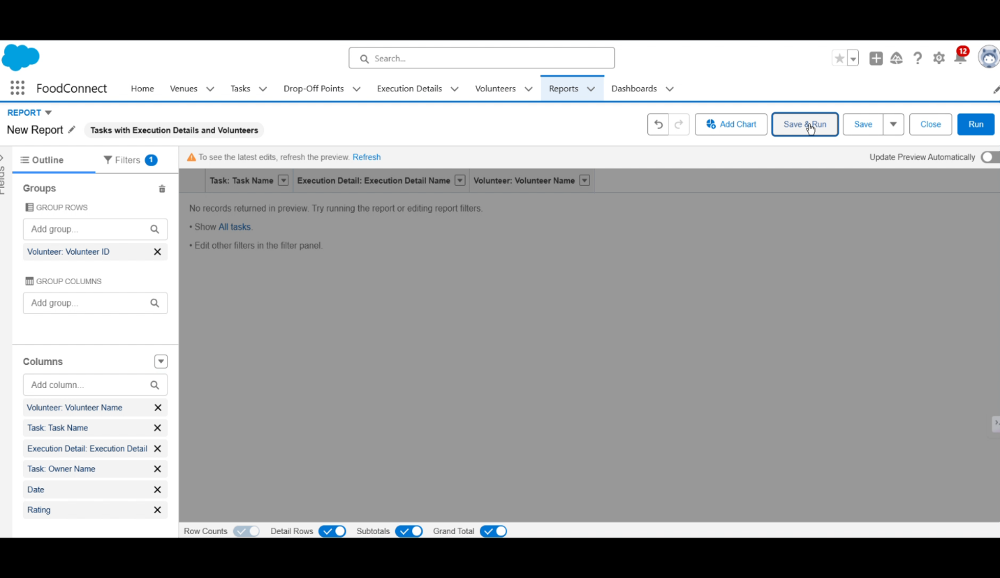 Search...
12
FoodConnect
Home
Venues
Tasks
Drop-Off Points
Execution Details
Volunteers
Reports
Dashboards
REPORT
New Report
Tasks with Execution Details and Volunteers
Add Chart
Save & Run
Save
Close
Run
Fields
Outline
Filters
1
To see the latest edits, refresh the preview. Refresh
Update Preview Automatically
Groups
GROUP ROWS
Add group...
Volunteer: Volunteer ID
GROUP COLUMNS
Add group...
Columns
Add column...
Volunteer: Volunteer Name
Task: Task Name
Execution Detail: Execution Detail
Task: Owner Name
Date
Rating
Task: Task Name
Execution Detail: Execution Detail Name
Volunteer: Volunteer Name
No records returned in preview. Try running the report or editing report filters.
• Show All tasks.
• Edit other filters in the filter panel.
Row Counts
Detail Rows
Subtotals
Grand Total